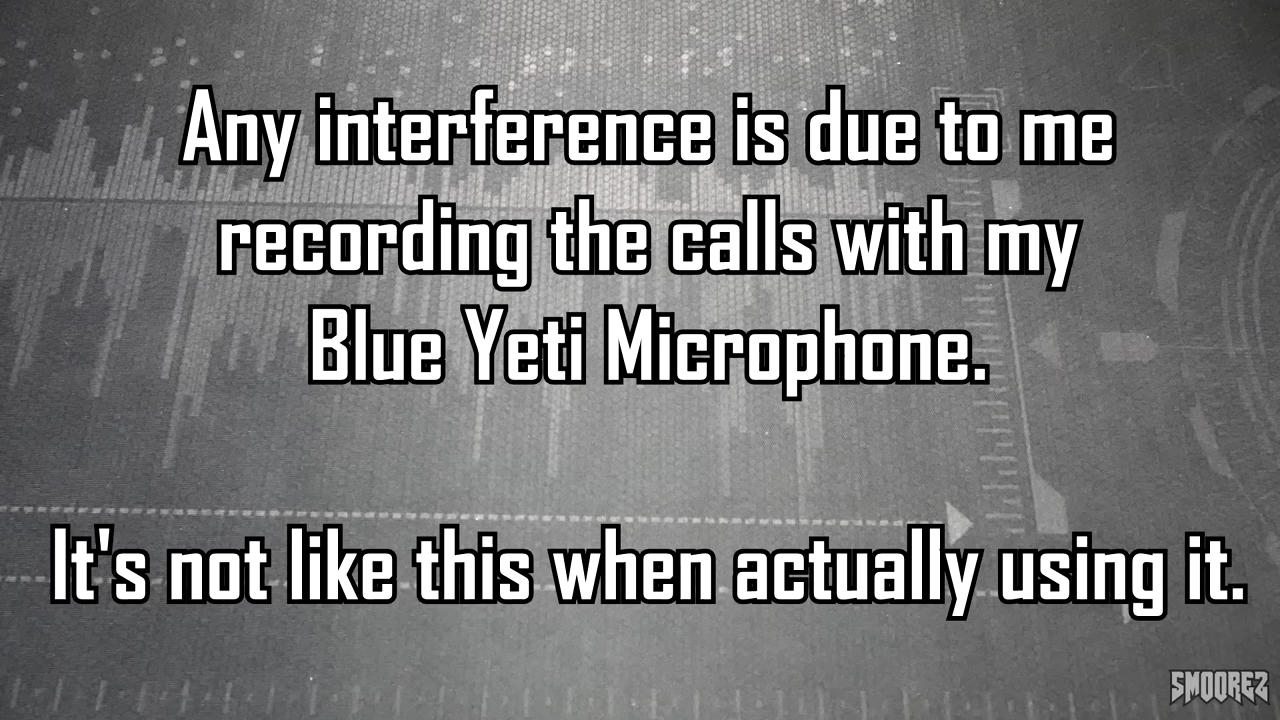 Any interference is due to me
recording the calls with my
Blue Yeti Microphone.
It's not like this when actually using it.
SMOOREZ